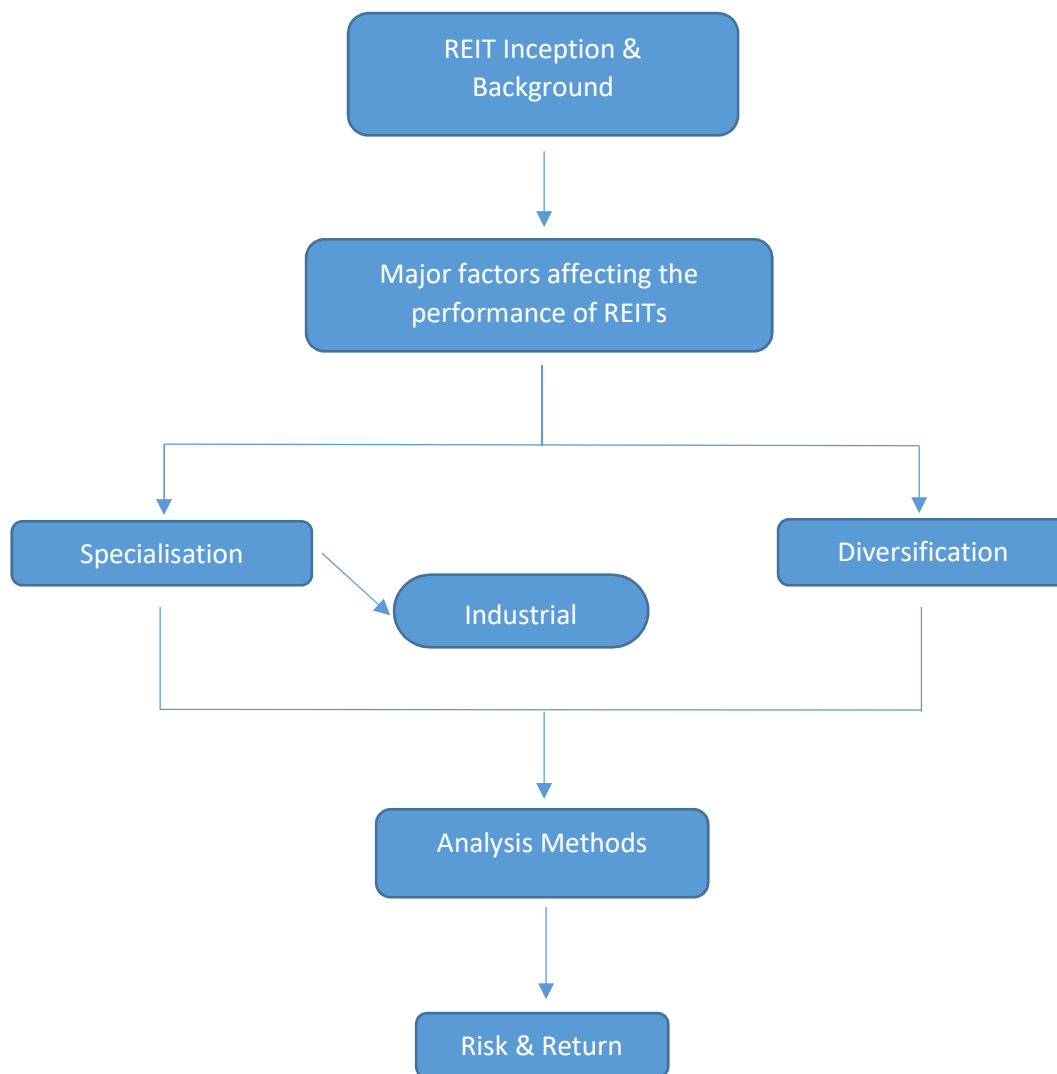 REIT Inception &
Background
Major factors affecting the
performance of REITs
Specialisation
Diversification
Industrial
Analysis Methods
Risk & Return